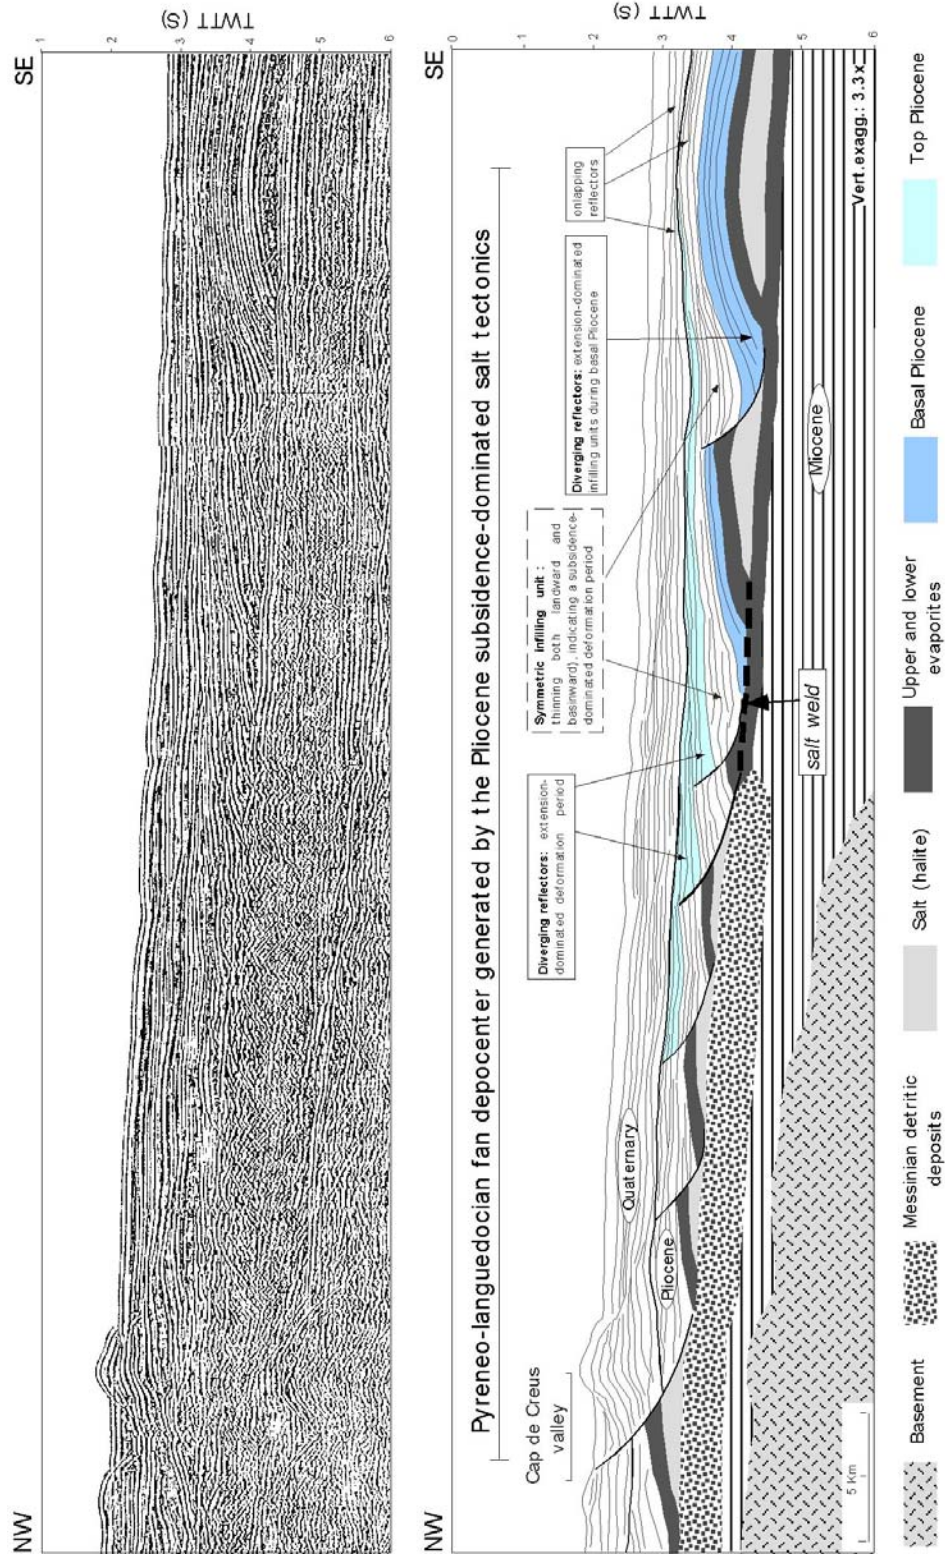 NW
SE
TWTT (S)
1
2
3
4
5
6
NW
SE
Pyreneo-languedocian fan depocenter generated by the Pliocene subsidence-dominated salt tectonics
TWTT (S)
0
1
2
3
4
5
6
Cap de Creus
valley
Quaternary
Pliocene
Diverging reflectors: extension-
dominated deformation period
Symmetric infilling unit :
thinning both landward and
basinward), indicating a subsidence-
dominated deformation period
Diverging reflectors: extension-dominated
infilling units during basal Pliocene
onlapping
reflectors
salt weld
Miocene
Vert.exagg.: 3.3x
5 Km
Basement
Messinian detritic
deposits
Salt (halite)
Upper and lower
evaporites
Basal Pliocene
Top Pliocene